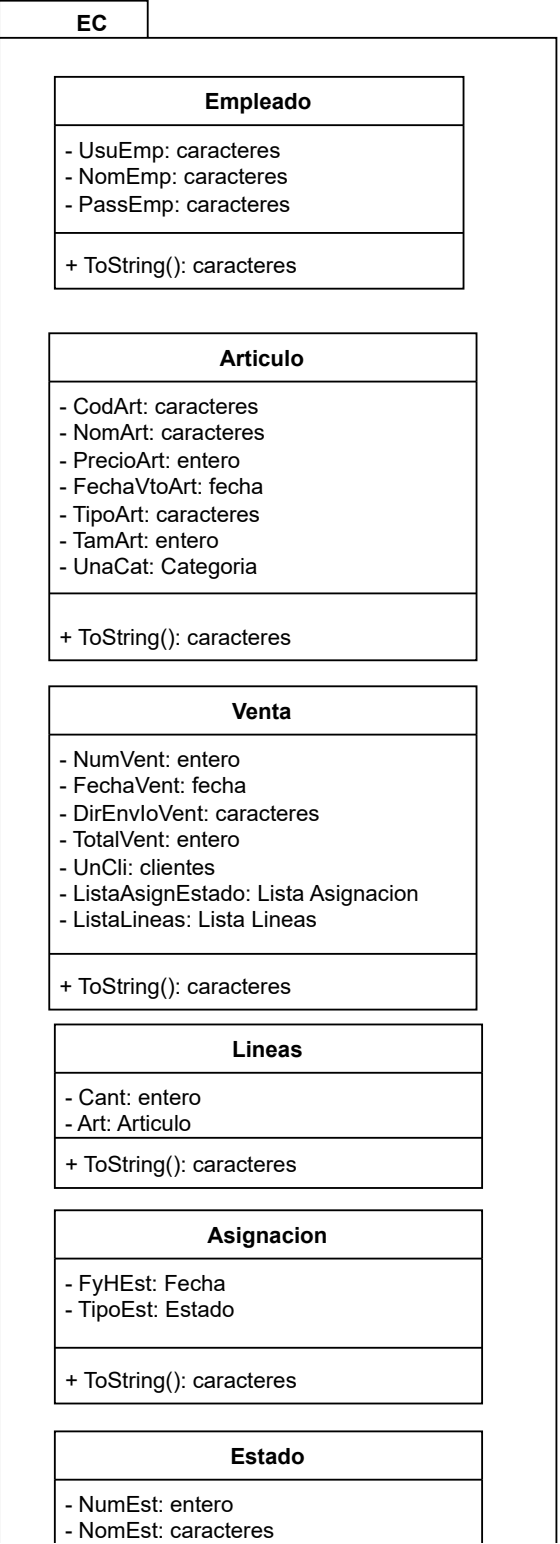 EC
Empleado
- UsuEmp: caracteres
- NomEmp: caracteres
- PassEmp: caracteres
+ ToString(): caracteres
Articulo
- CodArt: caracteres
- NomArt: caracteres
- PrecioArt: entero
- FechaVtoArt: fecha
- TipoArt: caracteres
- TamArt: entero
- UnaCat: Categoria
+ ToString(): caracteres
Venta
- NumVent: entero
- FechaVent: fecha
- DirEnvIoVent: caracteres
- TotalVent: entero
- UnCli: clientes
- ListaAsignEstado: Lista Asignacion
- ListaLineas: Lista Lineas
+ ToString(): caracteres
Lineas
- Cant: entero
- Art: Articulo
+ ToString(): caracteres
Asignacion
- FyHEst: Fecha
- TipoEst: Estado
+ ToString(): caracteres
Estado
- NumEst: entero
- NomEst: caracteres